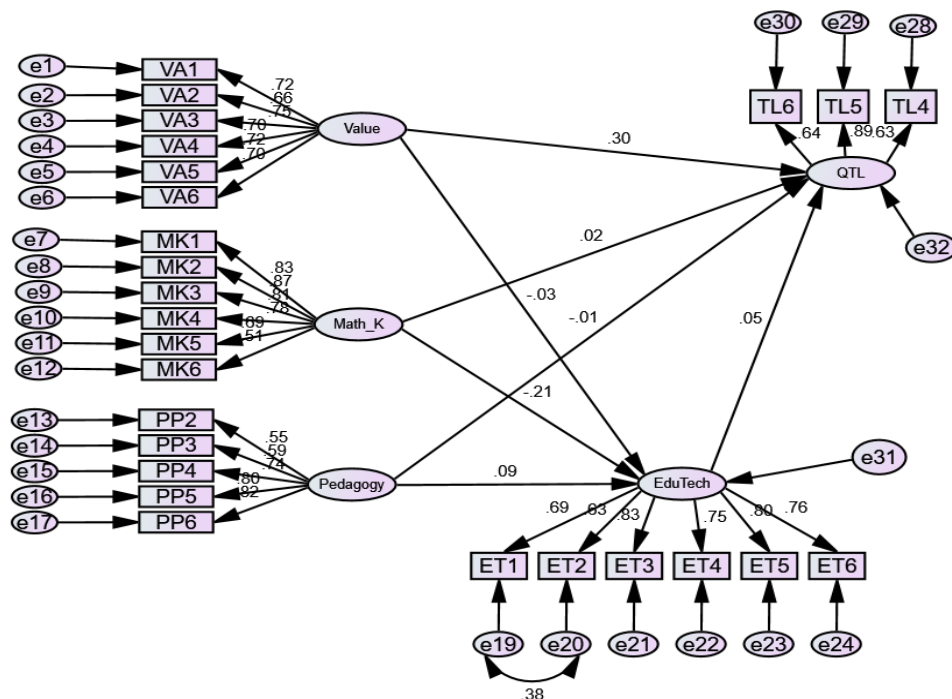 e30 e29 e28
TL6 TL5 TL4
.64 .89 .63
QTL
e32
e1 VA1 .72
e2 VA2 .66
e3 VA3 .75
e4 VA4 .70
e5 VA5 .72
e6 VA6 .70
Value
.30
e7 MK1 .83
e8 MK2 .87
e9 MK3 .81
e10 MK4 .78
e11 MK5 .69
e12 MK6 .51
Math_K
.02
-.03
-.01
.05
-.21
e13 PP2 .55
e14 PP3 .59
e15 PP4 .74
e16 PP5 .80
e17 PP6 .82
Pedagogy
.09
EduTech
e31
.69 .63 .83 .75 .80 .76
ET1 ET2 ET3 ET4 ET5 ET6
e19 e20 e21 e22 e23 e24
.38